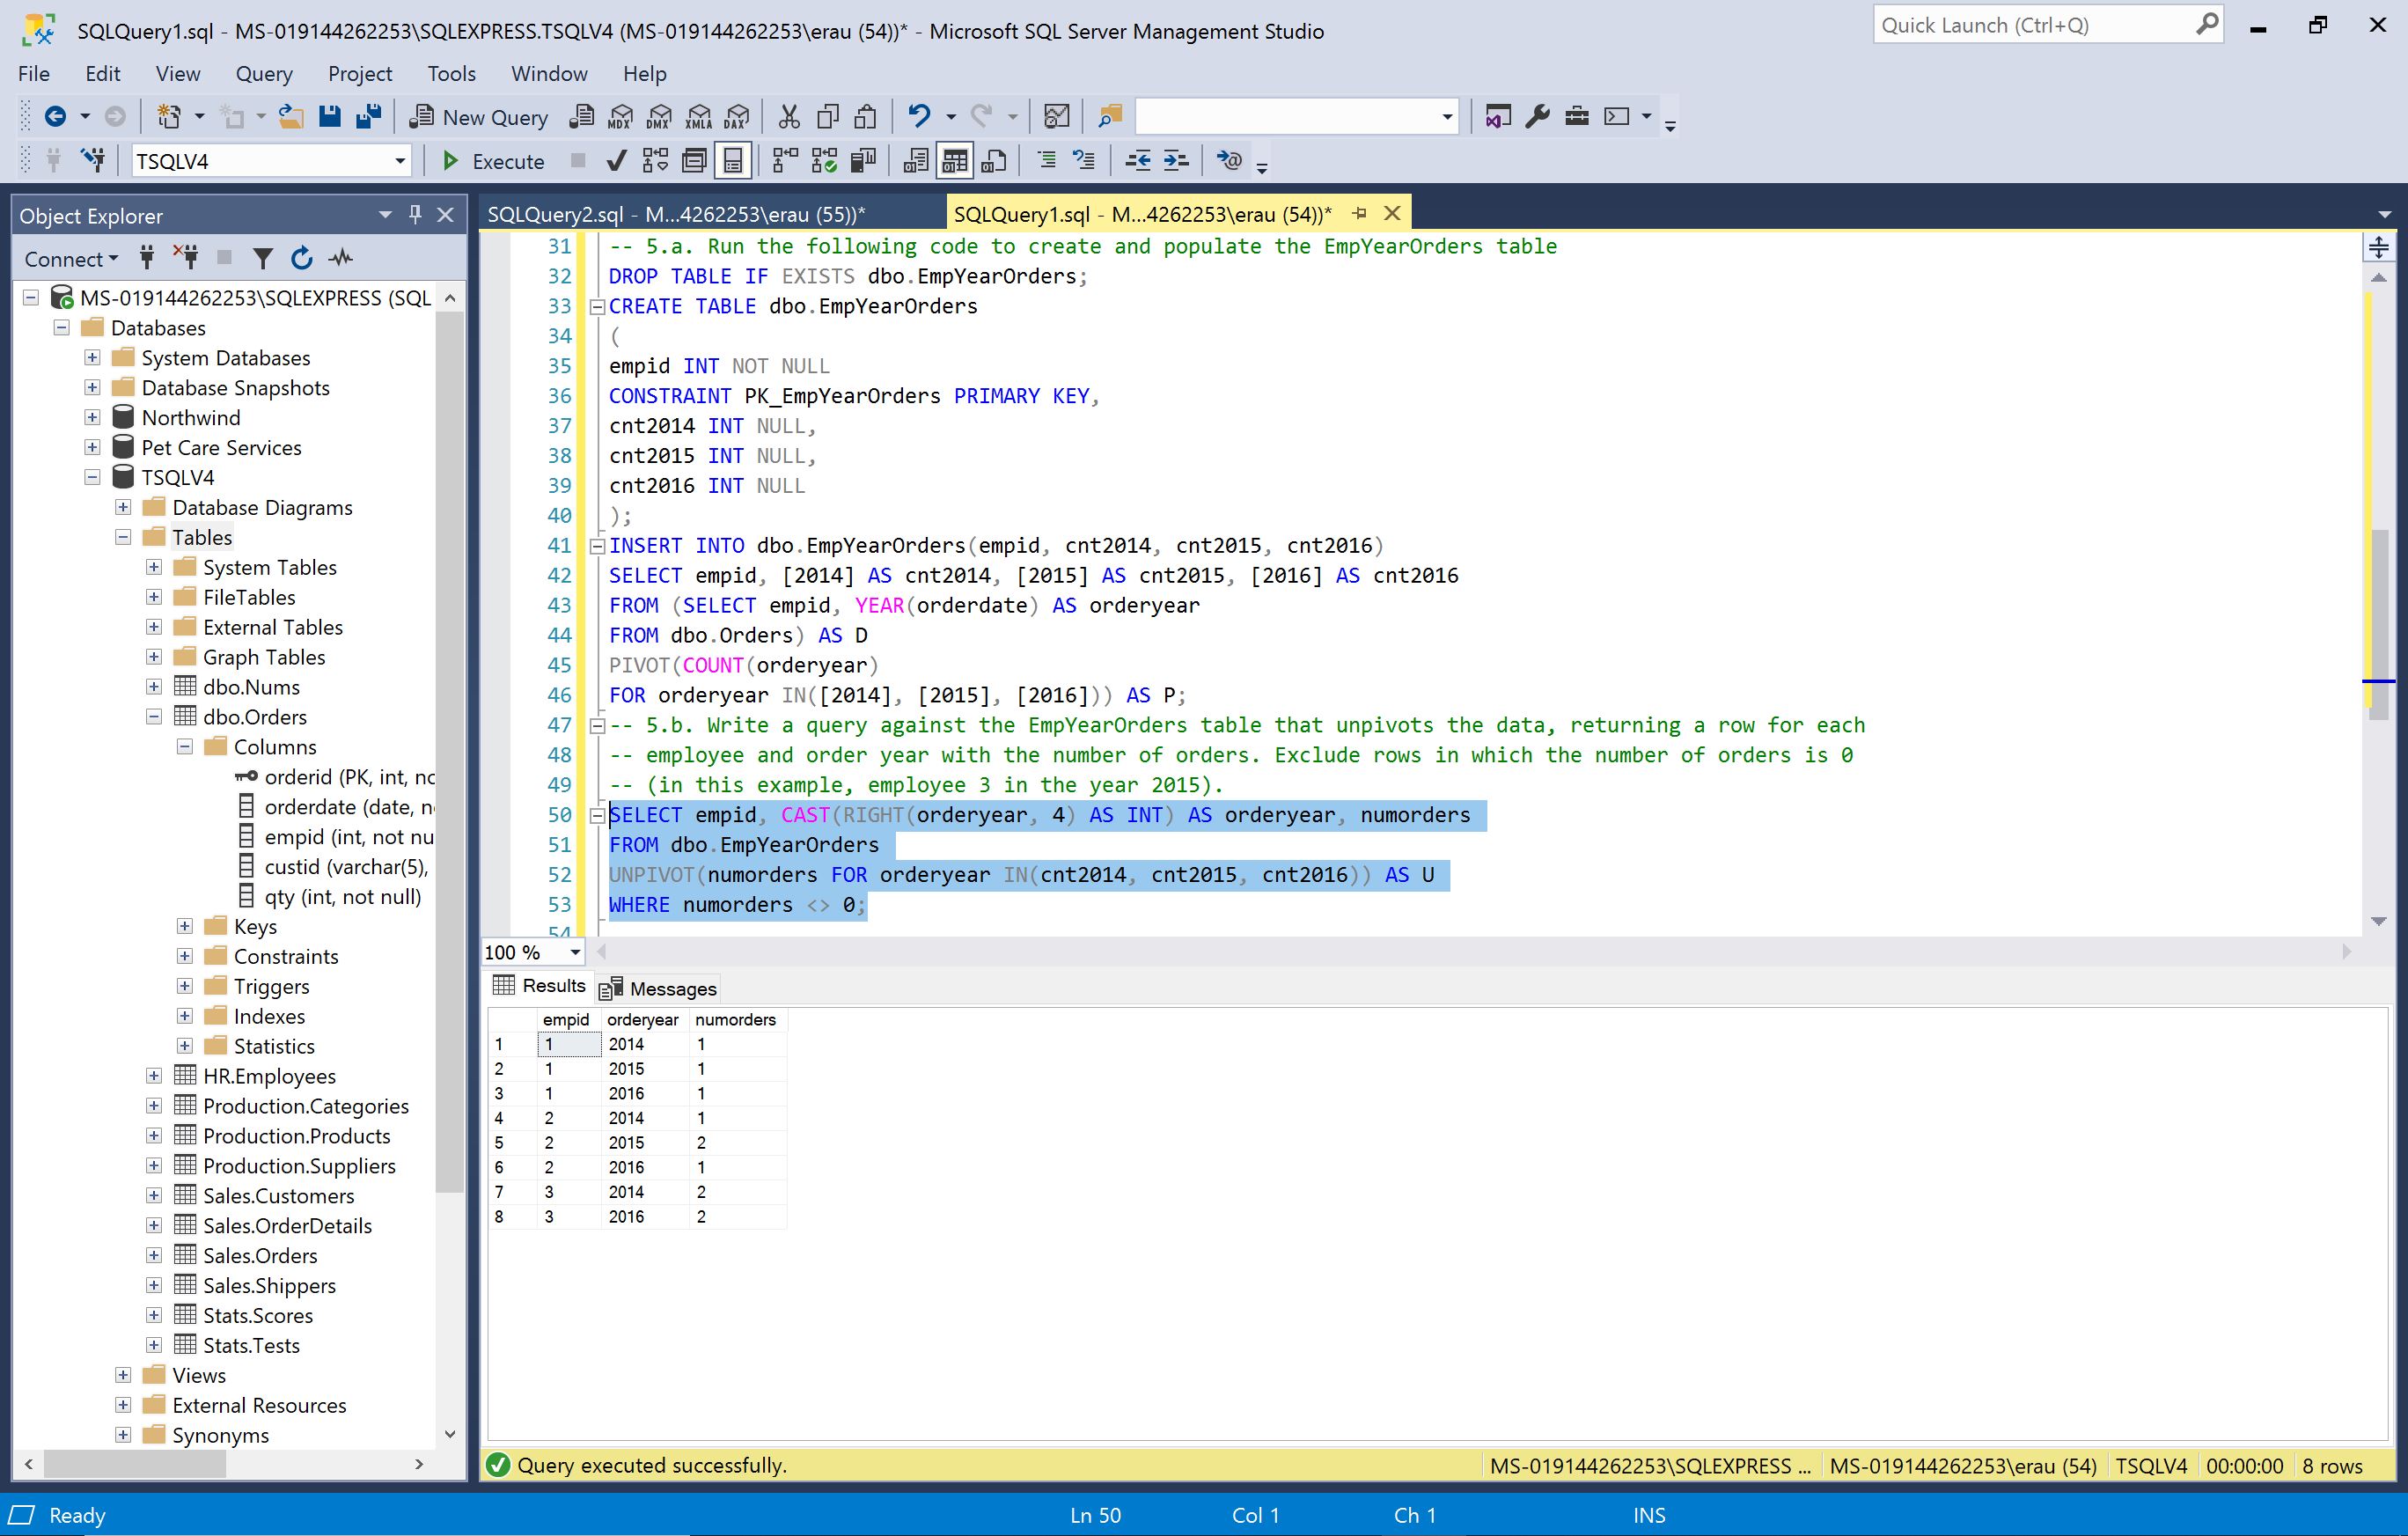 SQLQuery1.sql - MS-019144262253\SQLEXPRESS.TSQLV4 (MS-019144262253\erau (54))* - Microsoft SQL Server Management Studio
Quick Launch (Ctrl+Q)
File Edit View Query Project Tools Window Help
New Query MDX DMX XMLA DAX
TSQLV4 Execute
Object Explorer
Connect
MS-019144262253\SQLEXPRESS (SQL
Databases
System Databases
Database Snapshots
Northwind
Pet Care Services
TSQLV4
Database Diagrams
Tables
System Tables
FileTables
External Tables
Graph Tables
dbo.Nums
dbo.Orders
Columns
orderid (PK, int, nc
orderdate (date, n
empid (int, not nu
custid (varchar(5),
qty (int, not null)
Keys
Constraints
Triggers
Indexes
Statistics
HR.Employees
Production.Categories
Production.Products
Production.Suppliers
Sales.Customers
Sales.OrderDetails
Sales.Orders
Sales.Shippers
Stats.Scores
Stats.Tests
Views
External Resources
Synonyms
SQLQuery2.sql - M...4262253\erau (55))*
SQLQuery1.sql - M...4262253\erau (54))*
31 -- 5.a. Run the following code to create and populate the EmpYearOrders table
32 DROP TABLE IF EXISTS dbo.EmpYearOrders;
33 CREATE TABLE dbo.EmpYearOrders
34 (
35 empid INT NOT NULL
36 CONSTRAINT PK_EmpYearOrders PRIMARY KEY,
37 cnt2014 INT NULL,
38 cnt2015 INT NULL,
39 cnt2016 INT NULL
40 );
41 INSERT INTO dbo.EmpYearOrders(empid, cnt2014, cnt2015, cnt2016)
42 SELECT empid, [2014] AS cnt2014, [2015] AS cnt2015, [2016] AS cnt2016
43 FROM (SELECT empid, YEAR(orderdate) AS orderyear
44 FROM dbo.Orders) AS D
45 PIVOT(COUNT(orderyear)
46 FOR orderyear IN([2014], [2015], [2016])) AS P;
47 -- 5.b. Write a query against the EmpYearOrders table that unpivots the data, returning a row for each
48 -- employee and order year with the number of orders. Exclude rows in which the number of orders is 0
49 -- (in this example, employee 3 in the year 2015).
50 SELECT empid, CAST(RIGHT(orderyear, 4) AS INT) AS orderyear, numorders
51 FROM dbo.EmpYearOrders
52 UNPIVOT(numorders FOR orderyear IN(cnt2014, cnt2015, cnt2016)) AS U
53 WHERE numorders <> 0;
54
100 %
Results Messages
empid orderyear numorders
1 1 2014 1
2 1 2015 1
3 1 2016 1
4 2 2014 1
5 2 2015 2
6 2 2016 1
7 3 2014 2
8 3 2016 2
Query executed successfully. MS-019144262253\SQLEXPRESS ... MS-019144262253\erau (54) TSQLV4 00:00:00 8 rows
Ready Ln 50 Col 1 Ch 1 INS